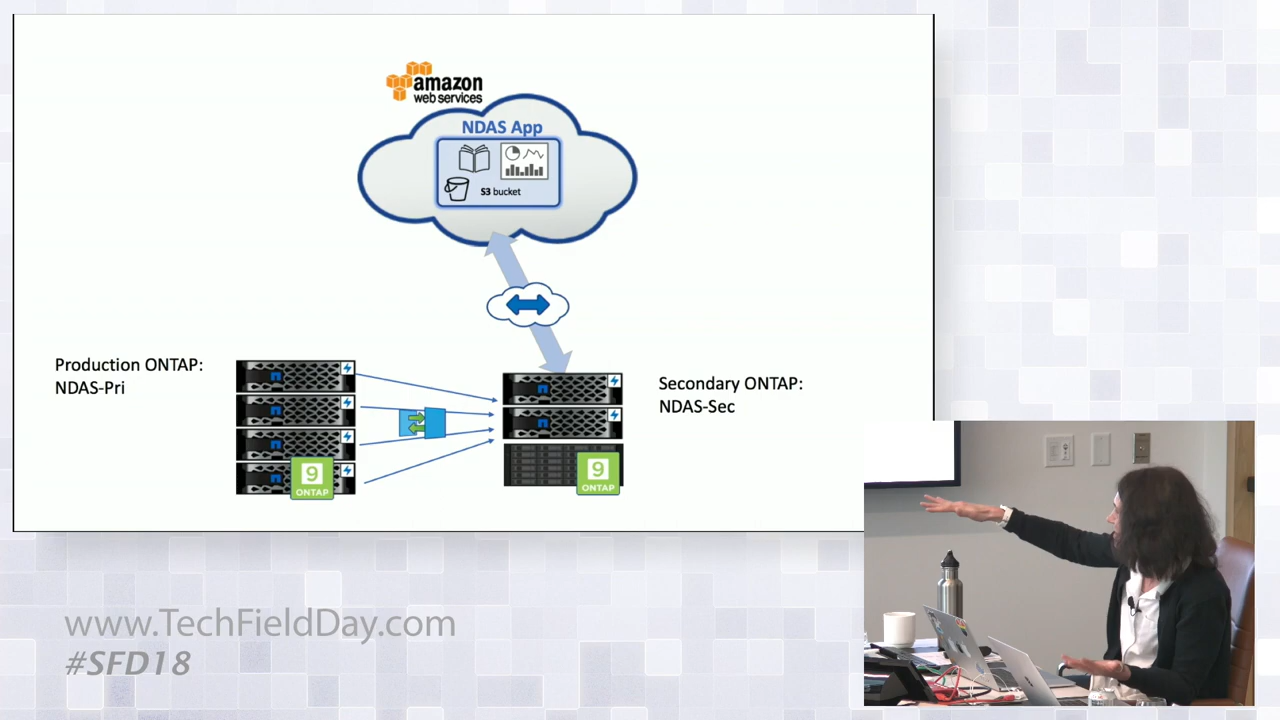 amazon
web services
NDAS App
S3 bucket
Production ONTAP:
NDAS-Pri
9
ONTAP
Secondary ONTAP:
NDAS-Sec
9
ONTAP
www.TechFieldDay.com
#SFD18